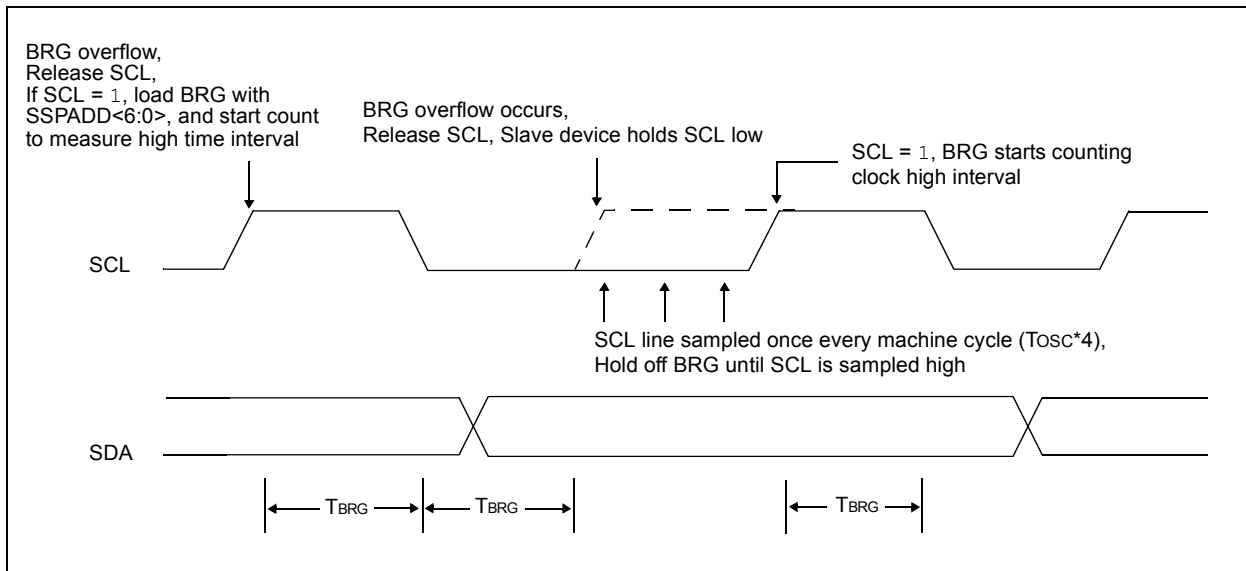 BRG overflow,
Release SCL,
If SCL = 1, load BRG with
SSPADD<6:0>, and start count
to measure high time interval
BRG overflow occurs,
Release SCL, Slave device holds SCL low
SCL = 1, BRG starts counting
clock high interval
SCL
SCL line sampled once every machine cycle (TOSC*4),
Hold off BRG until SCL is sampled high
SDA
TBRG
TBRG
TBRG